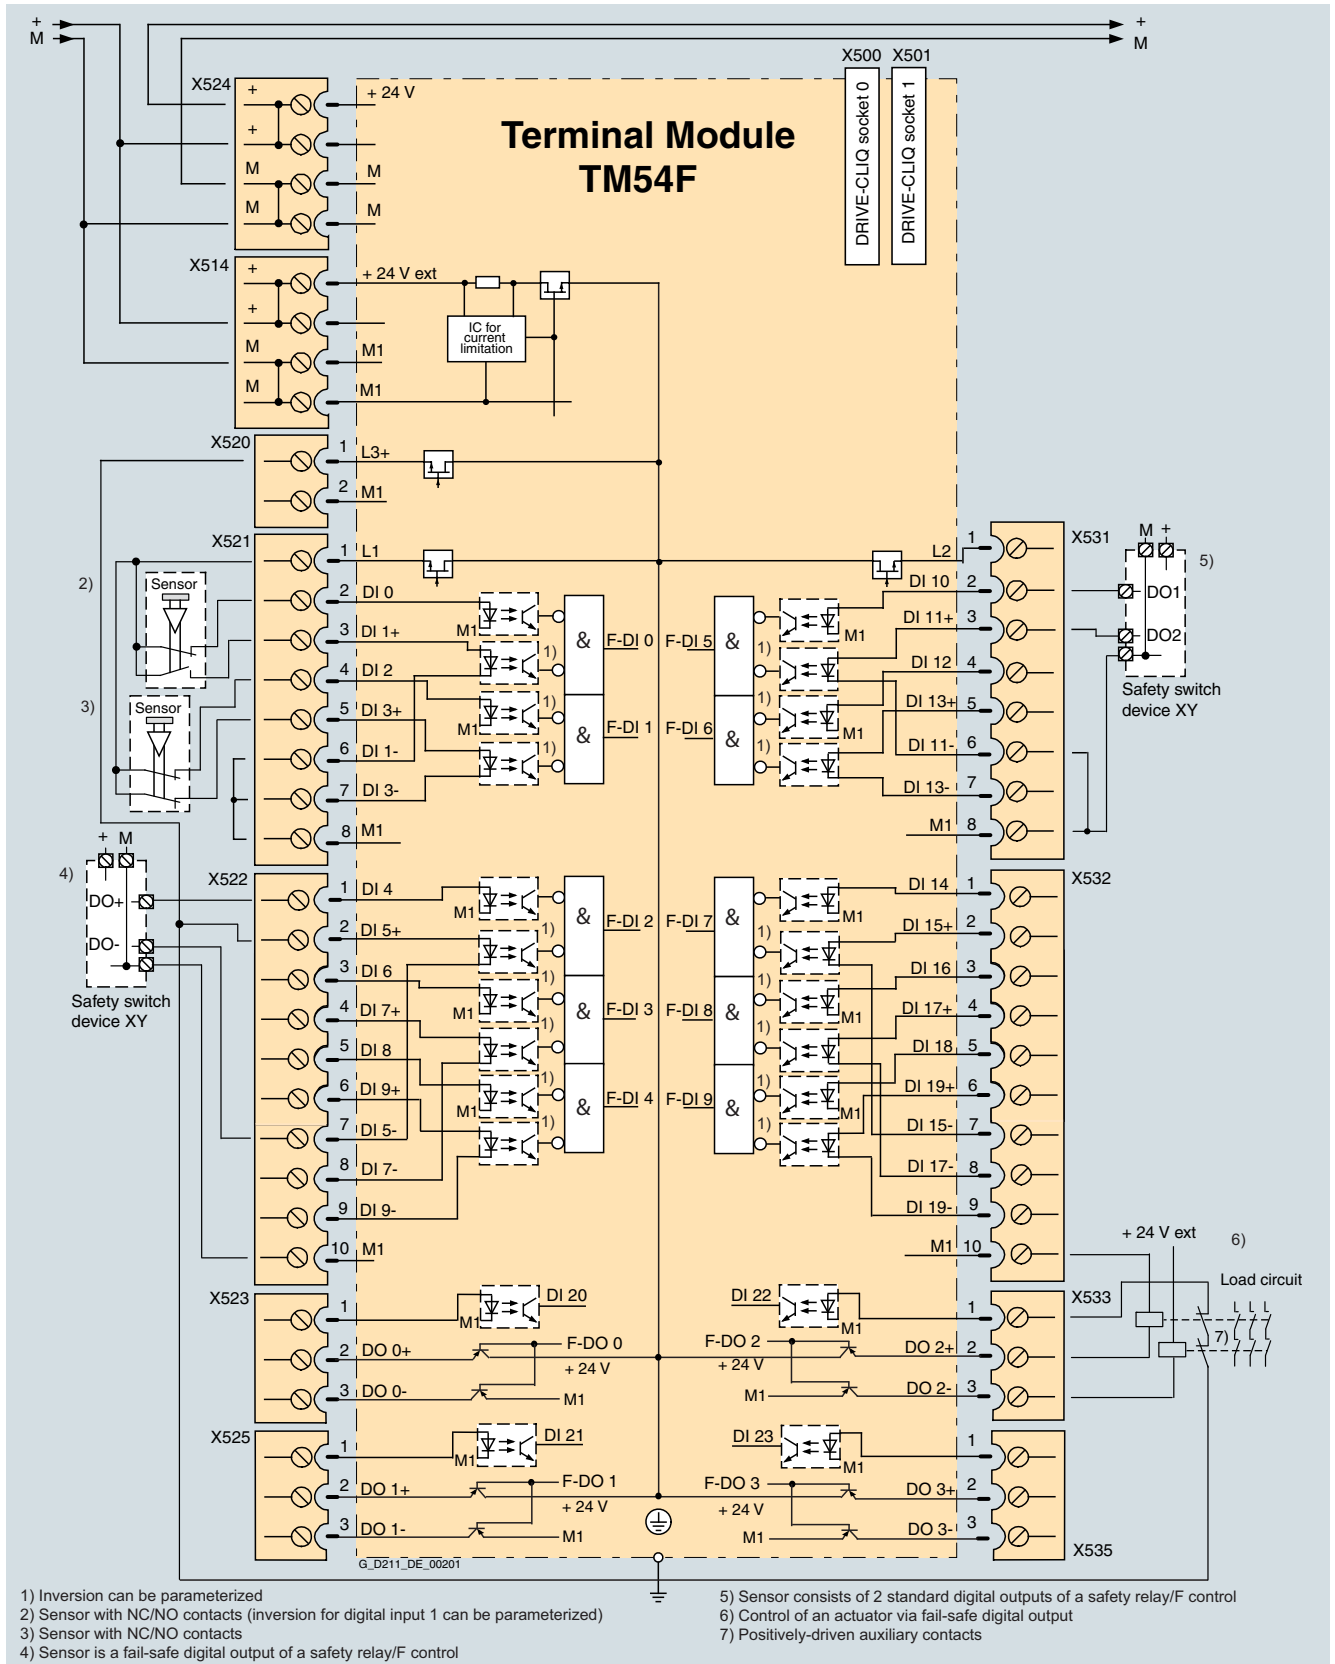 +
M
+
M
X500 X501
DRIVE-CLIQ socket 0
DRIVE-CLIQ socket 1
Terminal Module
TM54F
X524
+
+ 24 V
+
M
M
M
M
X514
+
+ 24 V ext
+
M
M1
M
M1
IC for
current
limitation
X520
1 L3+
2 M1
X521
1 L1
2 DI 0
3 DI 1+
4 DI 2
5 DI 3+
6 DI 1-
7 DI 3-
8 M1
2)
Sensor
3)
Sensor
M1
1)
M1
1)
&
&
F-DI 0
F-DI 1
F-DI 5
F-DI 6
&
&
1)
1)
1)
M1
M1
X531
L2 1
DI 10 2
DI 11+ 3
DI 12 4
DI 13+ 5
DI 11- 6
DI 13- 7
M1 8
M +
5)
DO1
DO2
Safety switch
device XY
+ M
4)
DO+
DO-
Safety switch
device XY
X522
1 DI 4
2 DI 5+
3 DI 6
4 DI 7+
5 DI 8
6 DI 9+
7 DI 5-
8 DI 7-
9 DI 9-
10 M1
M1
1)
1)
M1
1)
1)
M1
1)
&
&
&
F-DI 2
F-DI 3
F-DI 4
F-DI 7
F-DI 8
F-DI 9
&
&
&
1)
1)
1)
1)
1)
M1
M1
M1
X532
DI 14 1
DI 15+ 2
DI 16 3
DI 17+ 4
DI 18 5
DI 19+ 6
DI 15- 7
DI 17- 8
DI 19- 9
M1 10
+ 24 V ext
6)
Load circuit
7)
X523
1
M1
DI 20
2 DO 0+
F-DO 0
+ 24 V
3 DO 0-
M1
DI 22
M1
1
X533
F-DO 2
+ 24 V
DO 2+ 2
M1
DO 2- 3
X525
1
M1
DI 21
2 DO 1+
F-DO 1
+ 24 V
3 DO 1-
M1
DI 23
M1
1
F-DO 3
+ 24 V
DO 3+ 2
M1
DO 3- 3
X535
G_D211_DE_00201
1) Inversion can be parameterized
2) Sensor with NC/NO contacts (inversion for digital input 1 can be parameterized)
3) Sensor with NC/NO contacts
4) Sensor is a fail-safe digital output of a safety relay/F control
5) Sensor consists of 2 standard digital outputs of a safety relay/F control
6) Control of an actuator via fail-safe digital output
7) Positively-driven auxiliary contacts